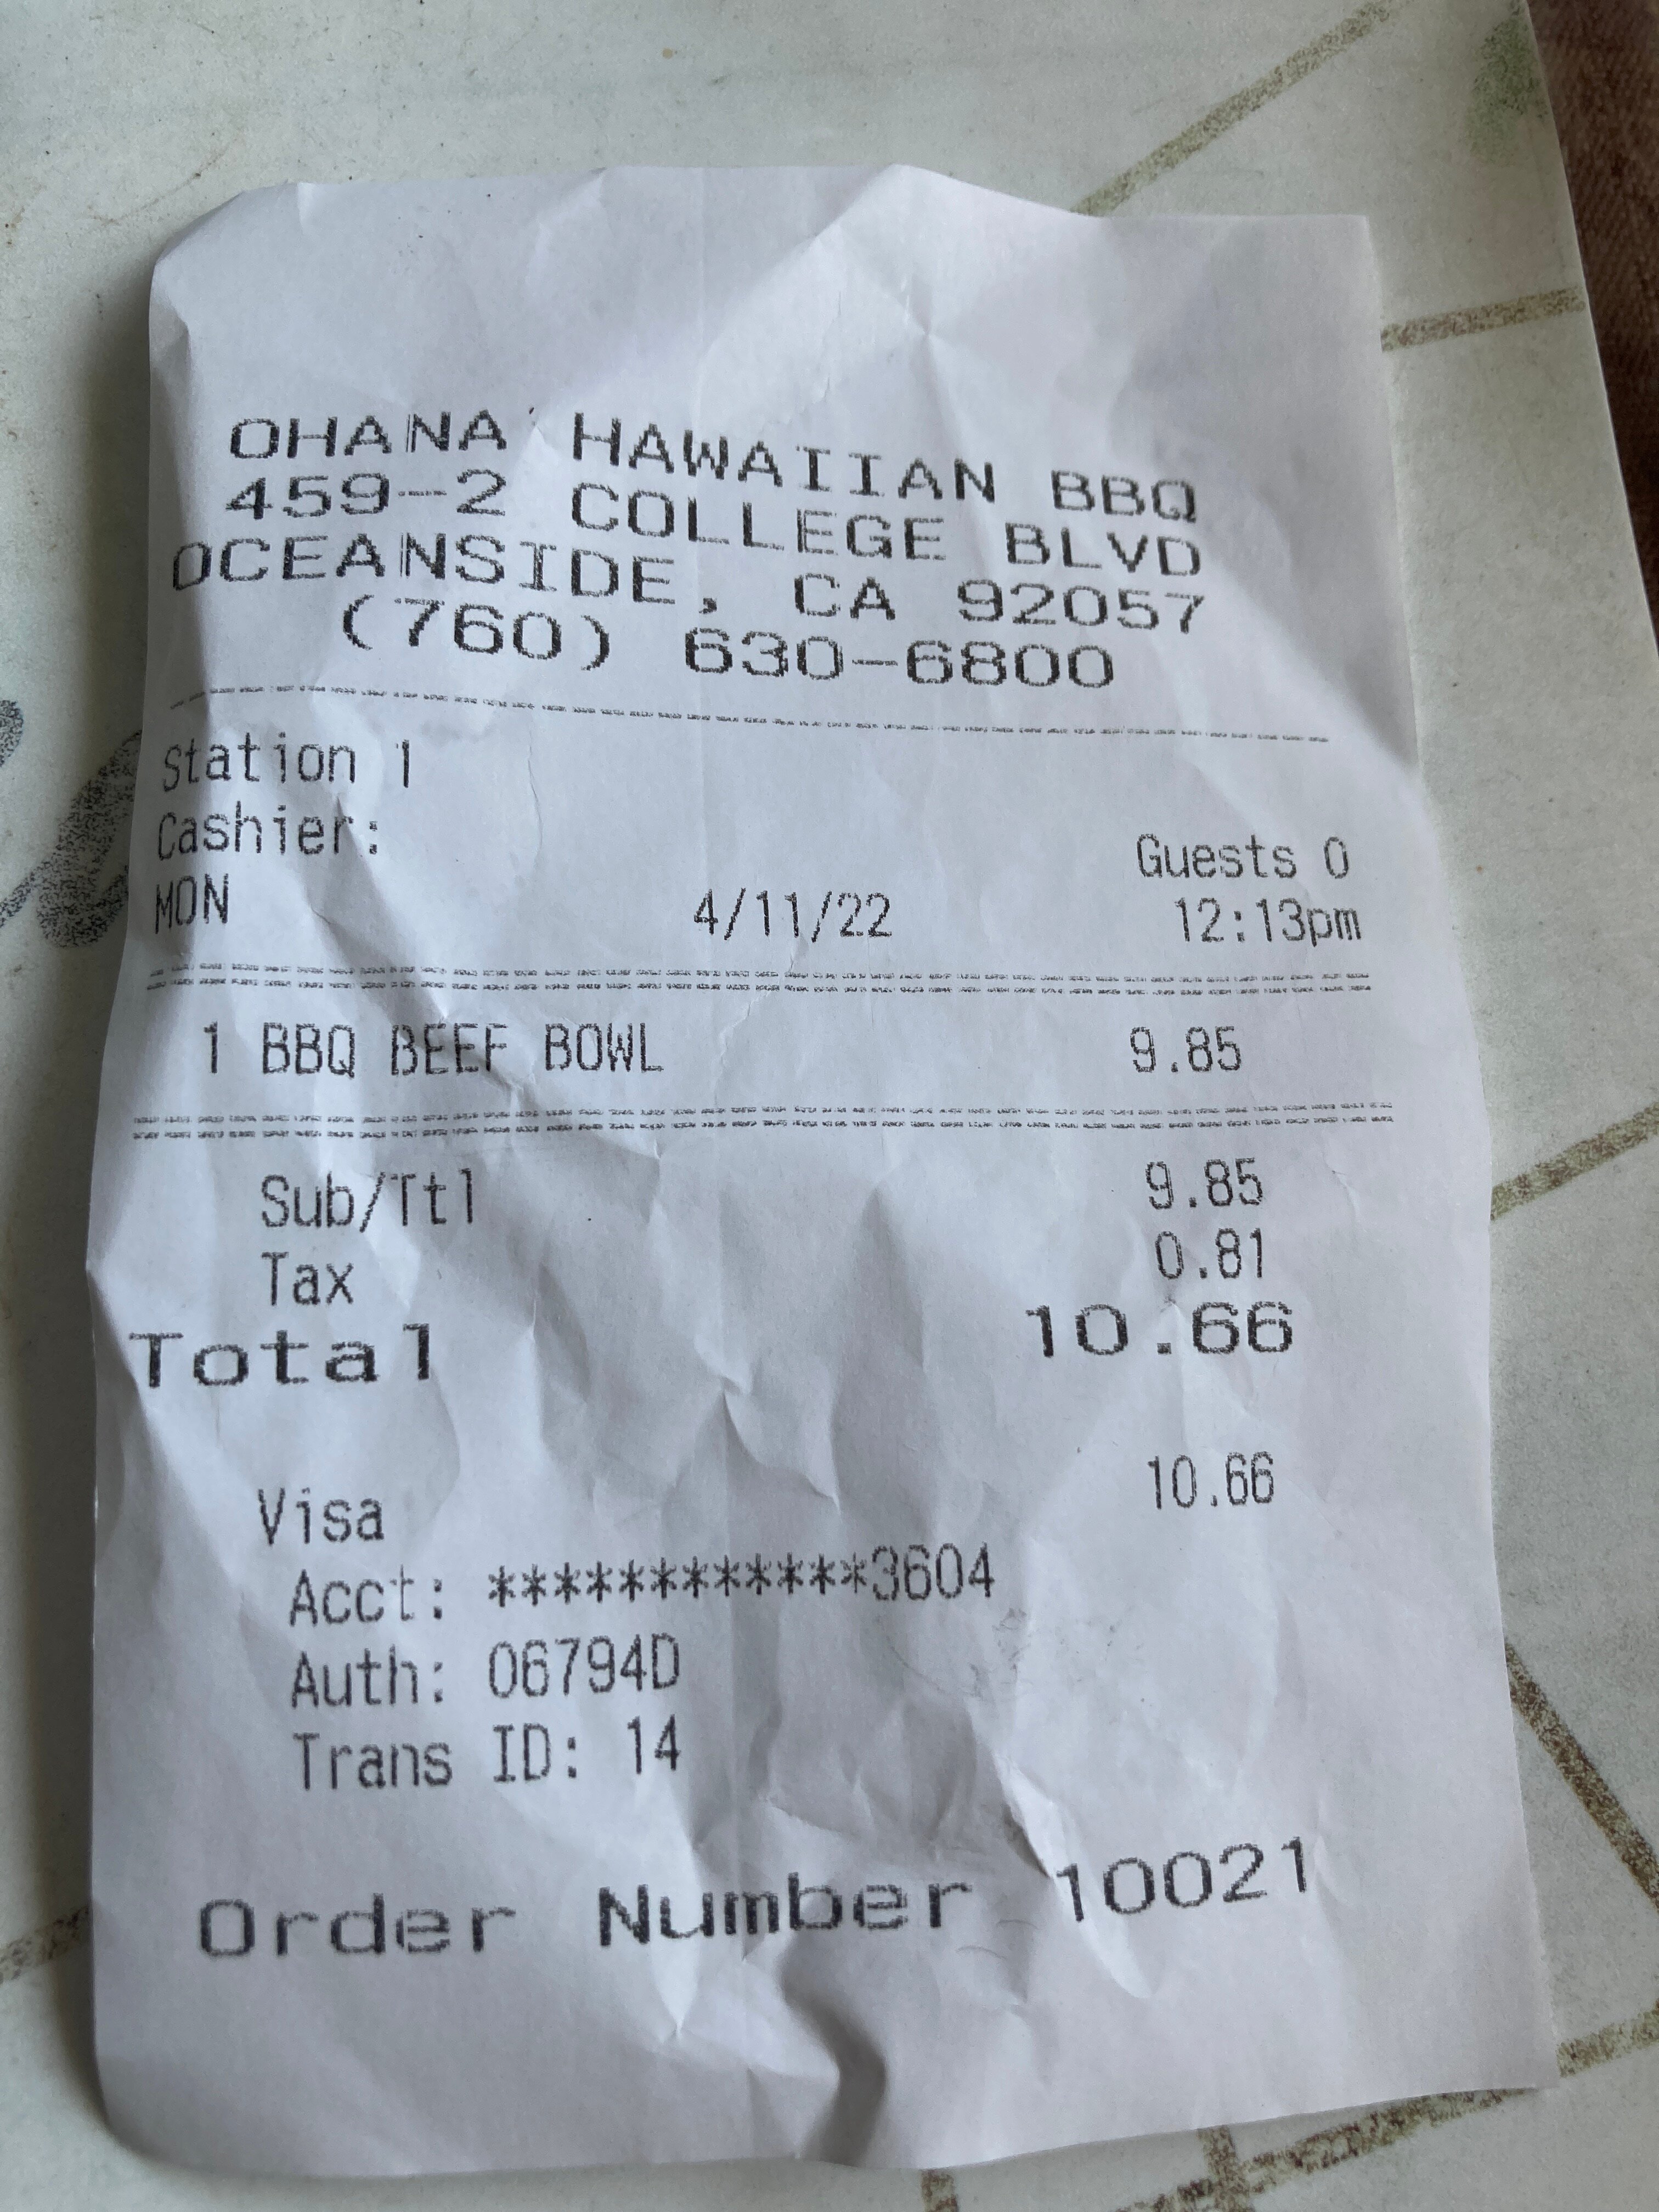 OHANA HAWAIIAN BBQ
459-2 COLLEGE BLVD
OCEANSIDE, CA 92057
(760) 630-6800
Station 1
Cashier: Guests 0
MON 4/11/22 12:13pm
1 BBQ BEEF BOWL 9.85
Sub/Ttl 9.85
Tax 0.81
Total 10.66
Visa 10.66
Acct: ************3604
Auth: 06794D
Trans ID: 14
Order Number 10021